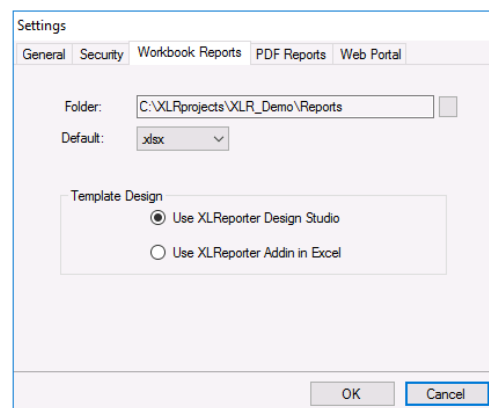 Settings
General Security Workbook Reports PDF Reports Web Portal
Folder: C:\XLRprojects\XLR_Demo\Reports
Default: .xlsx
Template Design
Use XLReporter Design Studio
Use XLReporter Addin in Excel
OK Cancel